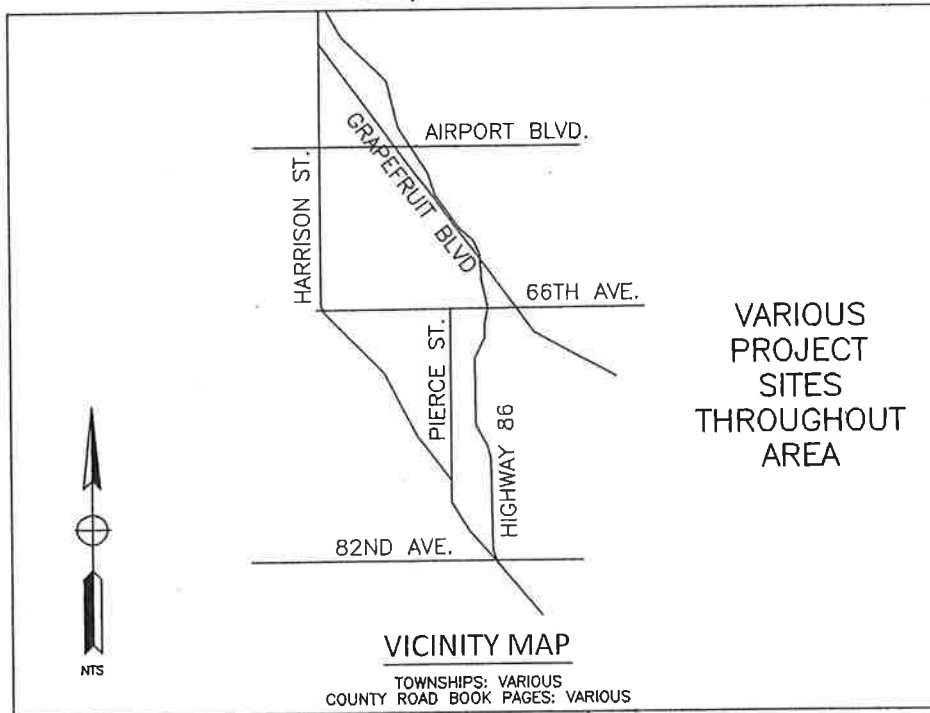 AIRPORT BLVD.
GRAPEFRUIT BLVD
HARRISON ST.
66TH AVE.
PIERCE ST.
HIGHWAY 86
82ND AVE.
VARIOUS
PROJECT
SITES
THROUGHOUT
AREA
NTS
VICINITY MAP
TOWNSHIPS: VARIOUS
COUNTY ROAD BOOK PAGES: VARIOUS